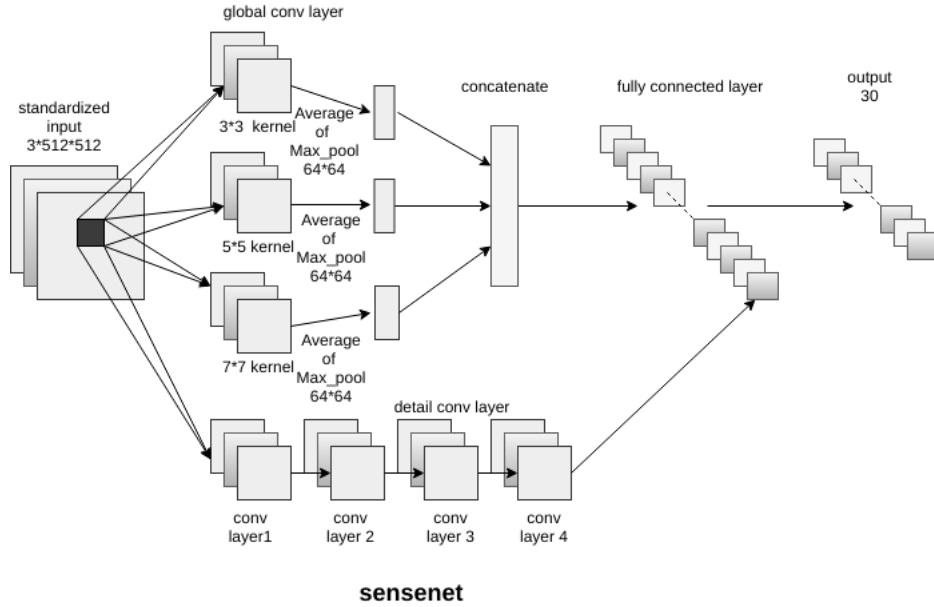 global conv layer
standardized
input
3*512*512
3*3 kernel
Average
of
Max_pool
64*64
concatenate
fully connected layer
output
30
5*5 kernel
Average
of
Max_pool
64*64
7*7 kernel
Average
of
Max_pool
64*64
detail conv layer
conv
layer1
conv
layer 2
conv
layer 3
conv
layer 4
sensenet